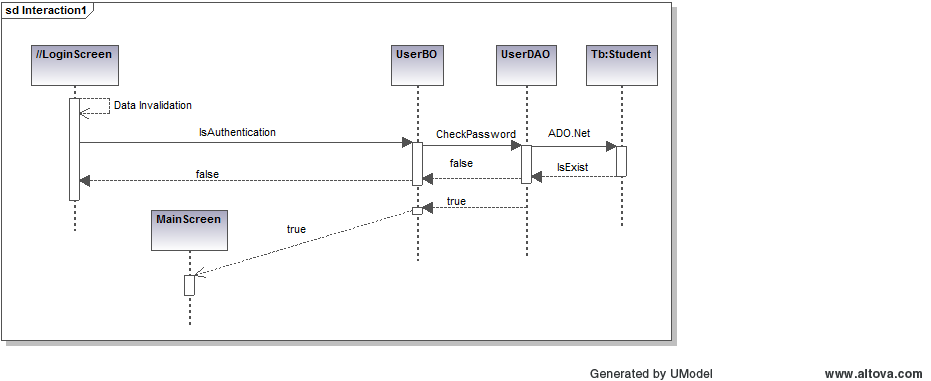 sd Interaction1
//LoginScreen
UserBO
UserDAO
Tb:Student
Data Invalidation
IsAuthentication
CheckPassword
ADO.Net
false
IsExist
false
true
MainScreen
true
Generated by UModel
www.altova.com